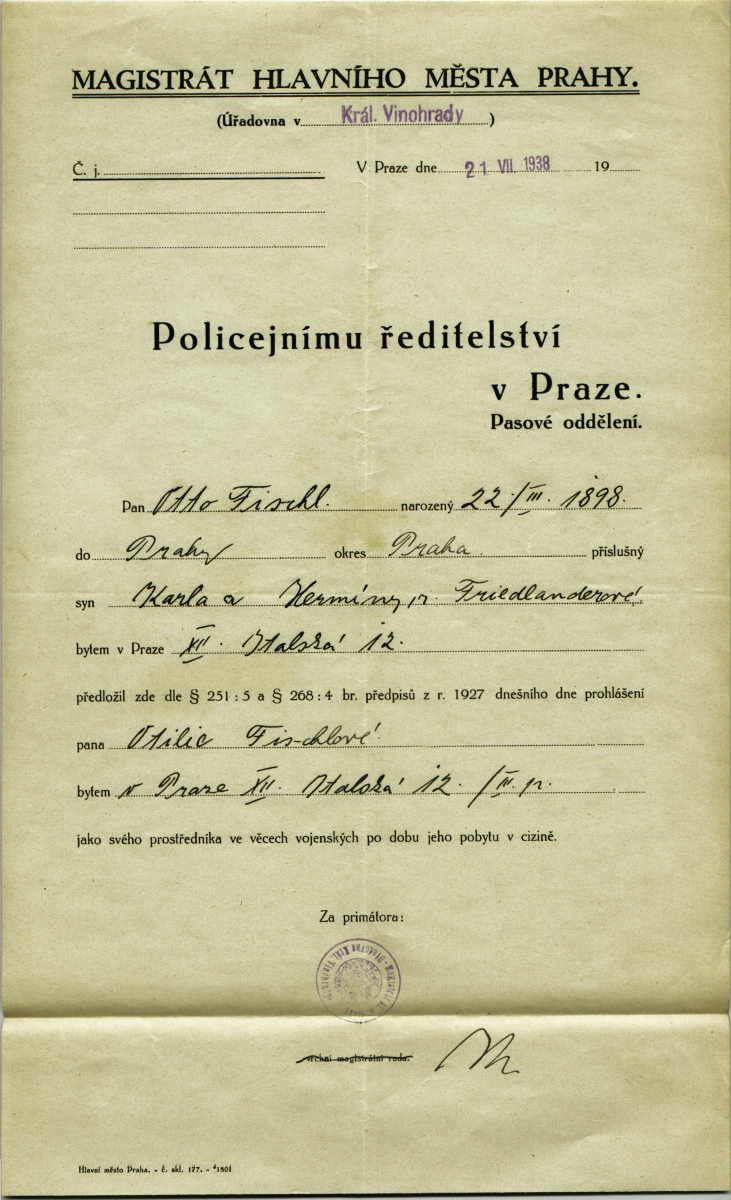 MAGISTRÁT HLAVNÍHO MĚSTA PRAHY.
(Úřadovna v Král. Vinohrady )
Č. j. V Praze dne 21 VII. 1938 19
Policejnímu ředitelství
v Praze.
Pasové oddělení.
Pan Otto Fischl. narozený 22./III. 1898.
do Prahy okres Praha. příslušný
syn Karla a Hermíny, r. Friedlanderové
bytem v Praze XII. Italská 12.
předložil zde dle § 251 : 5 a § 268 : 4 br. předpisů z r. 1927 dnešního dne prohlášení
pana Otilie Fischlové
bytem v Praze XII. Italská 12. /III. p.
jako svého prostředníka ve věcech vojenských po dobu jeho pobytu v cizině.
Za primátora:
vrchní magistrátní rada.
Hlavní město Praha. - č. skl. 177. -